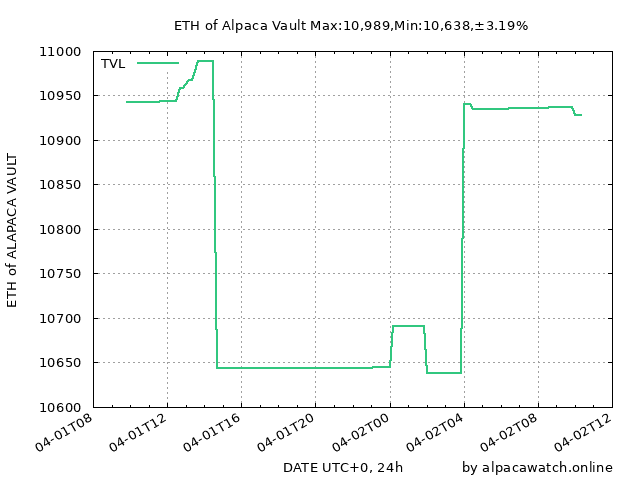 ETH of Alpaca Vault Max:10,989,Min:10,638,±3.19%
TVL
11000
10950
10900
10850
10800
10750
10700
10650
10600
ETH of ALAPACA VAULT
04-01T08
04-01T12
04-01T16
04-01T20
04-02T00
04-02T04
04-02T08
04-02T12
DATE UTC+0, 24h
by alpacawatch.online